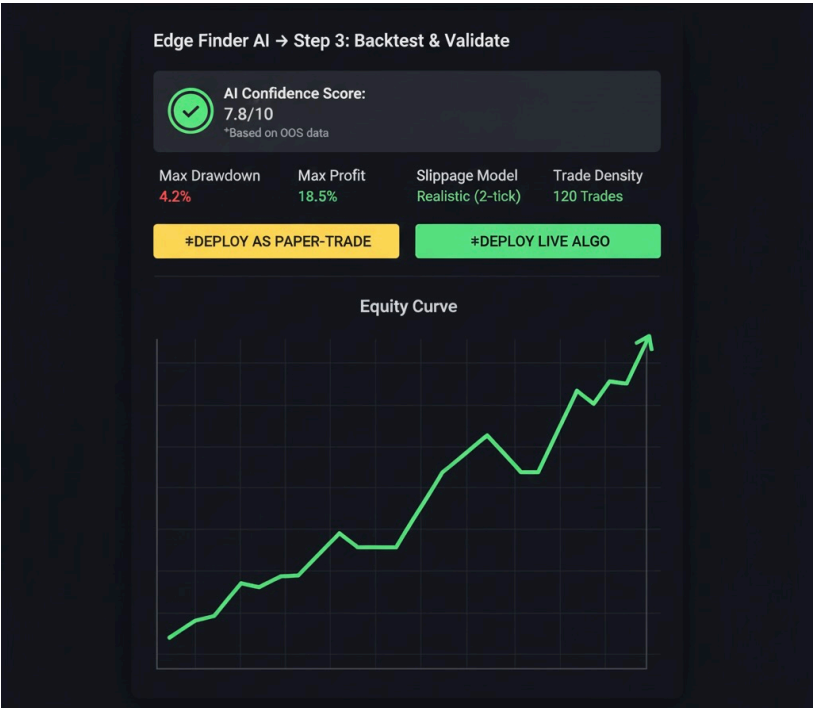 Edge Finder AI → Step 3: Backtest & Validate
AI Confidence Score:
7.8/10
*Based on OOS data
Max Drawdown
4.2%
Max Profit
18.5%
Slippage Model
Realistic (2-tick)
Trade Density
120 Trades
*DEPLOY AS PAPER-TRADE
*DEPLOY LIVE ALGO
Equity Curve